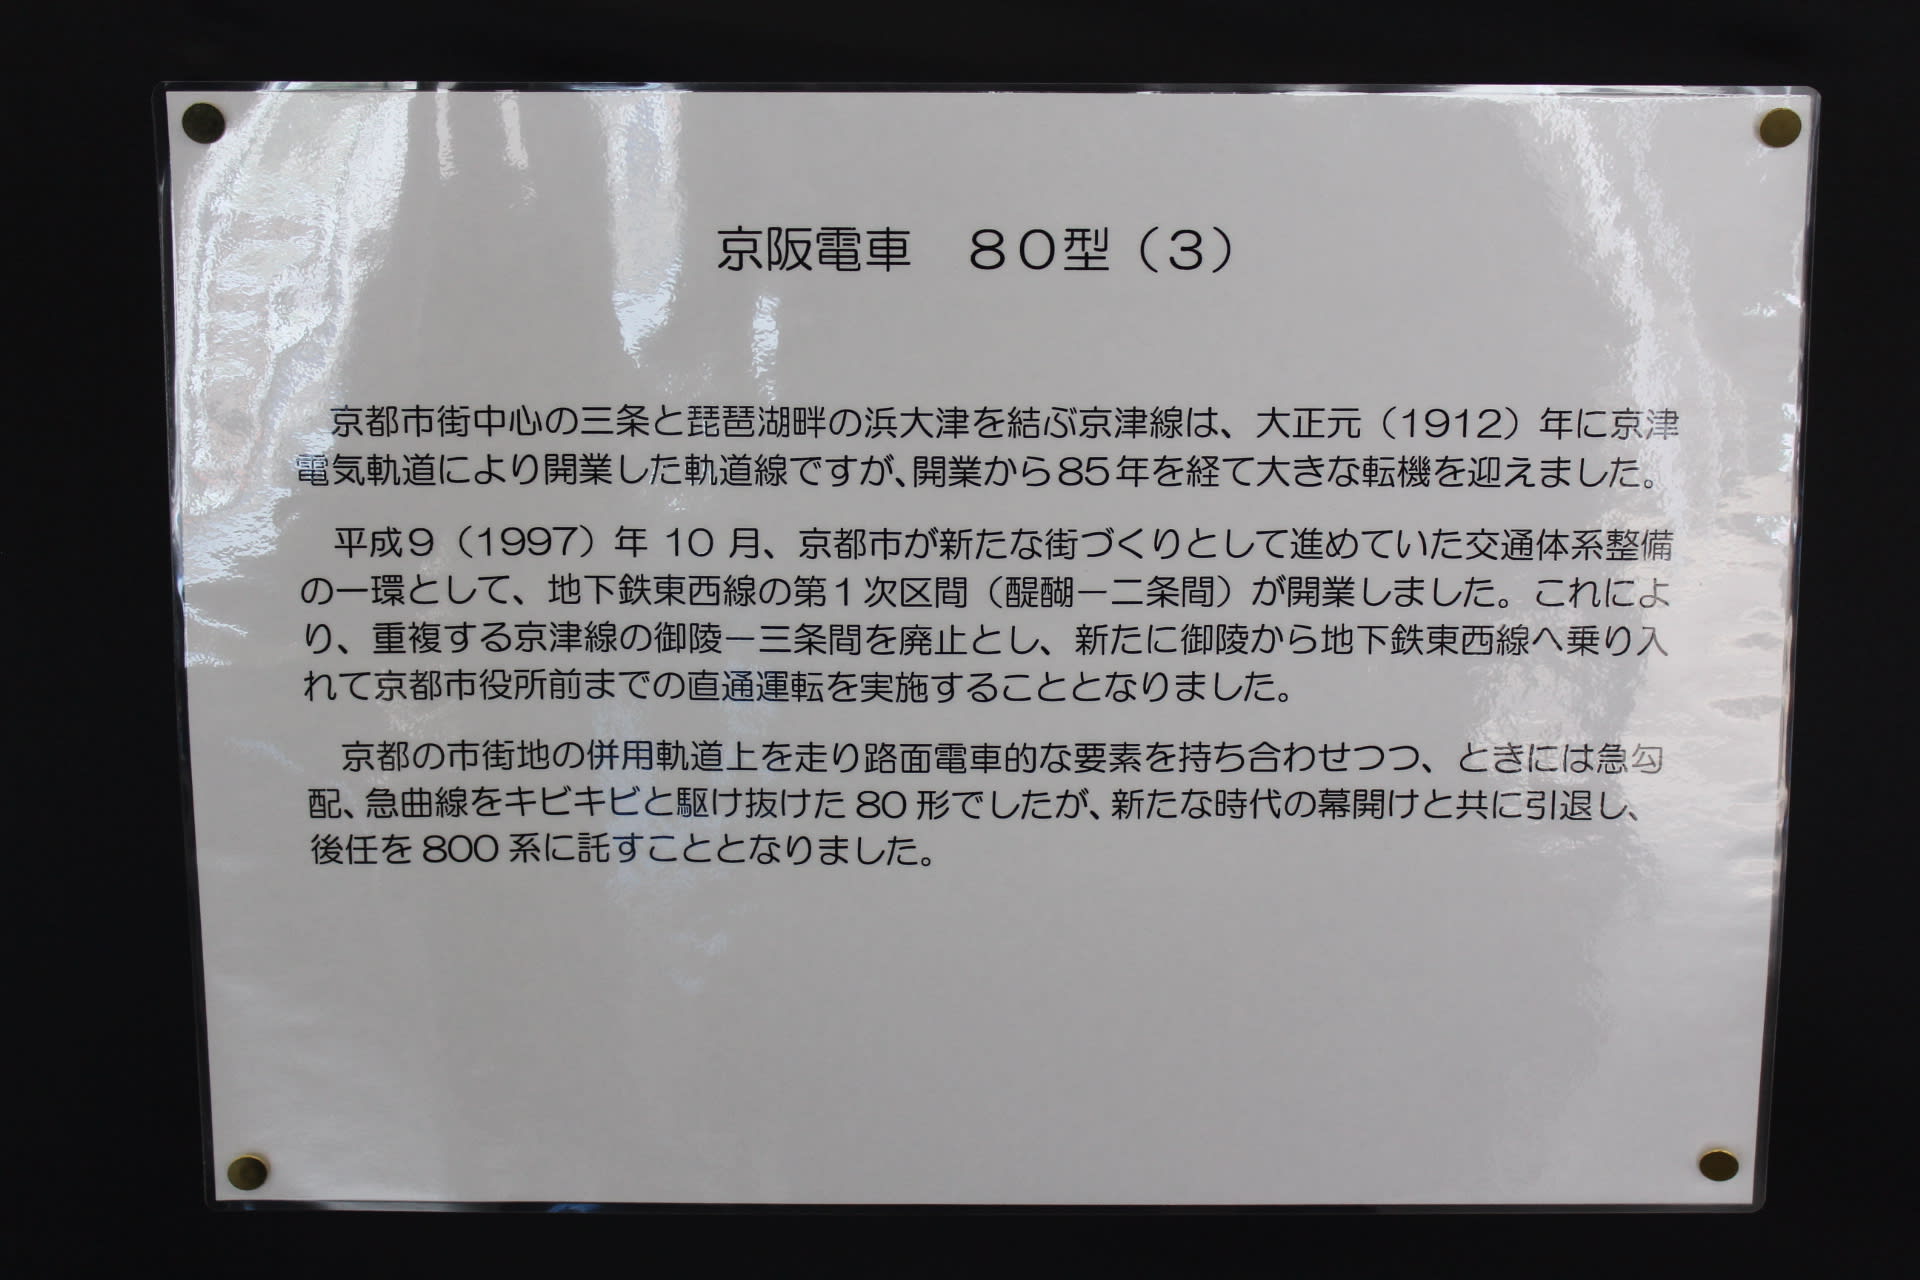 京阪電車　８０型（３）
京都市街中心の三条と琵琶湖畔の浜大津を結ぶ京津線は、大正元（1912）年に京津
電気軌道により開業した軌道線ですが、開業から85年を経て大きな転機を迎えました。
平成９（1997）年 10 月、京都市が新たな街づくりとして進めていた交通体系整備
の一環として、地下鉄東西線の第１次区間（醍醐－二条間）が開業しました。これによ
り、重複する京津線の御陵－三条間を廃止とし、新たに御陵から地下鉄東西線へ乗り入
れて京都市役所前までの直通運転を実施することとなりました。
京都の市街地の併用軌道上を走り路面電車的な要素を持ち合わせつつ、ときには急勾
配、急曲線をキビキビと駆け抜けた 80 形でしたが、新たな時代の幕開けと共に引退し、
後任を 800 系に託すこととなりました。